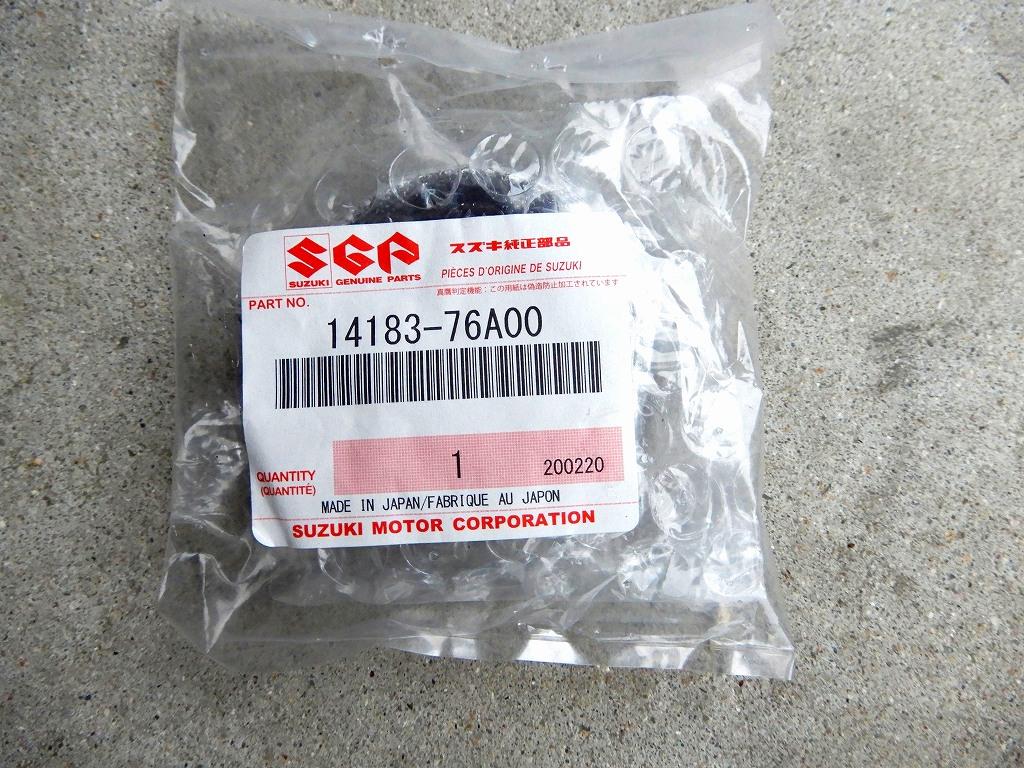 SGP スズキ純正部品
SUZUKI GENUINE PARTS
PIÈCES D'ORIGINE DE SUZUKI
真贋判定機能：この用紙は偽造防止加工されています
PART NO.
14183-76A00
1 200220
QUANTITY
(QUANTITÉ)
MADE IN JAPAN/FABRIQUE AU JAPON
SUZUKI MOTOR CORPORATION